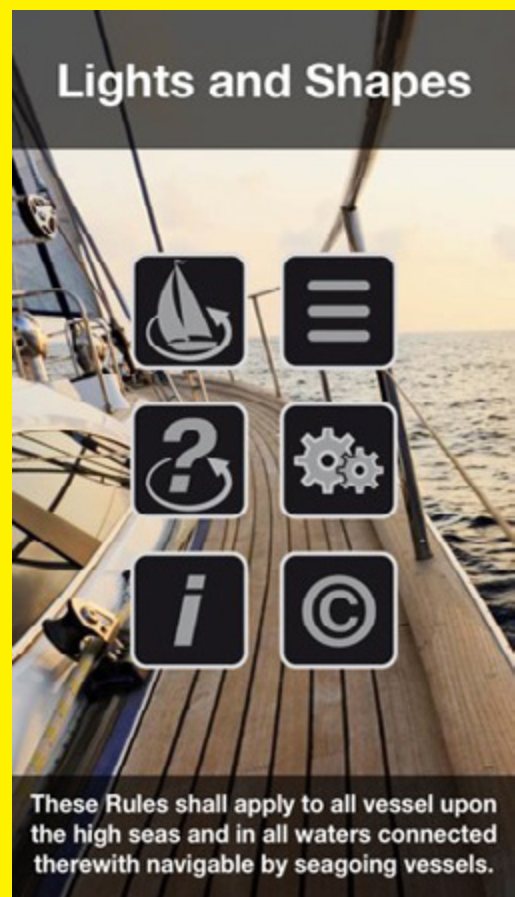 Lights and Shapes
?
i
©
These Rules shall apply to all vessel upon
the high seas and in all waters connected
therewith navigable by seagoing vessels.